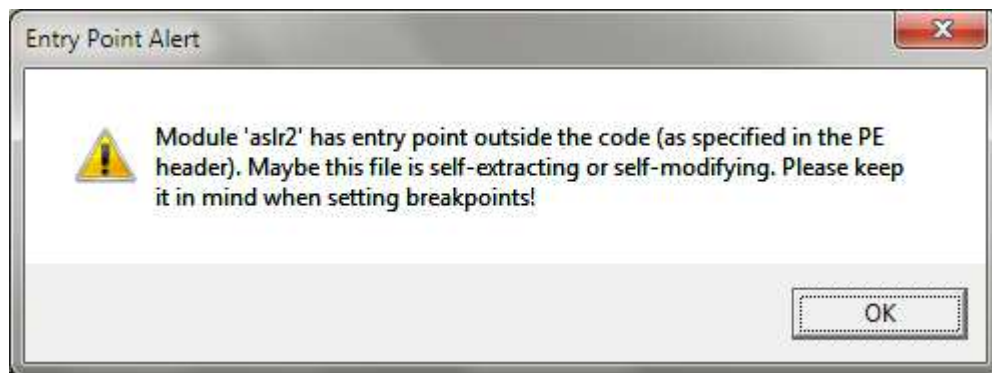 Entry Point Alert
Module 'aslr2' has entry point outside the code (as specified in the PE
header). Maybe this file is self-extracting or self-modifying. Please keep
it in mind when setting breakpoints!
OK